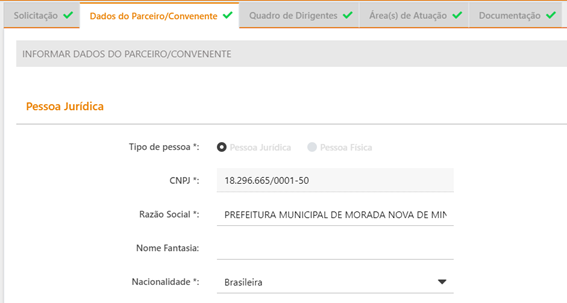 Solicitação
Dados do Parceiro/Convenente
Quadro de Dirigentes
Área(s) de Atuação
Documentação
INFORMAR DADOS DO PARCEIRO/CONVENENTE
Pessoa Jurídica
Tipo de pessoa *: Pessoa Jurídica Pessoa Física
CNPJ *: 18.296.665/0001-50
Razão Social *: PREFEITURA MUNICIPAL DE MORADA NOVA DE MIN
Nome Fantasia:
Nacionalidade *: Brasileira